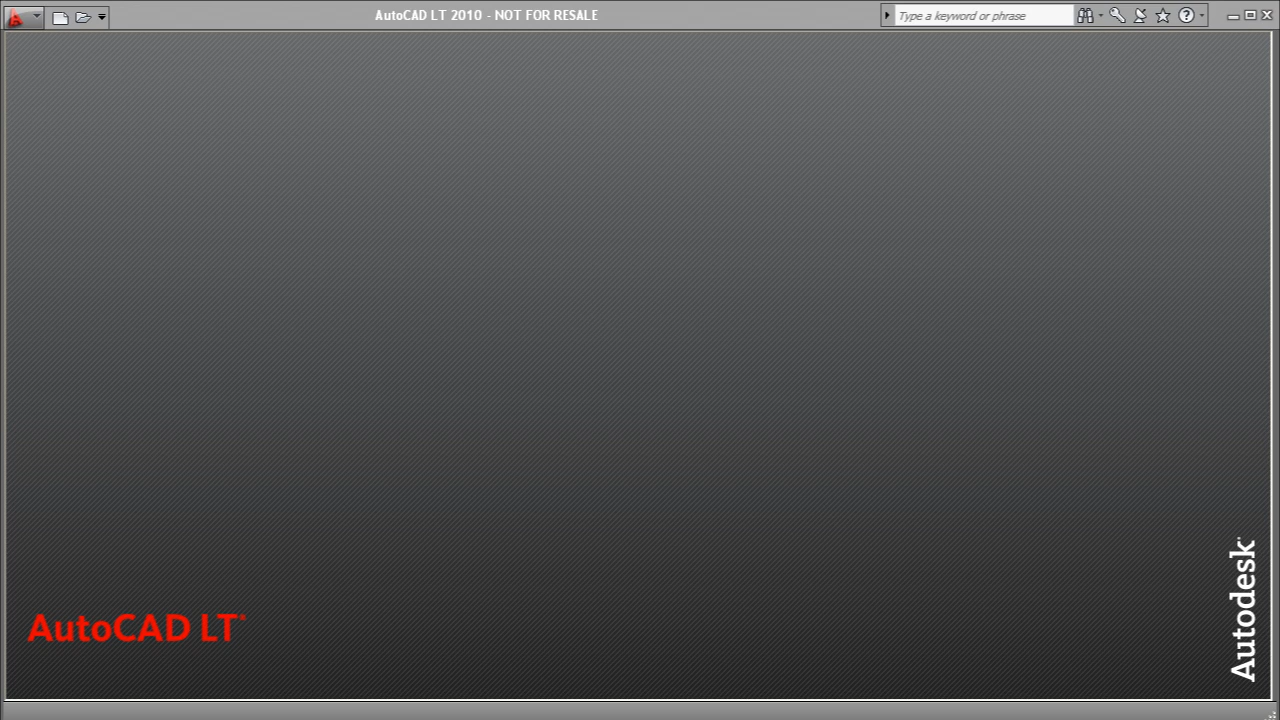 AutoCAD LT 2010 - NOT FOR RESALE
Type a keyword or phrase
Autodesk
AutoCAD LT